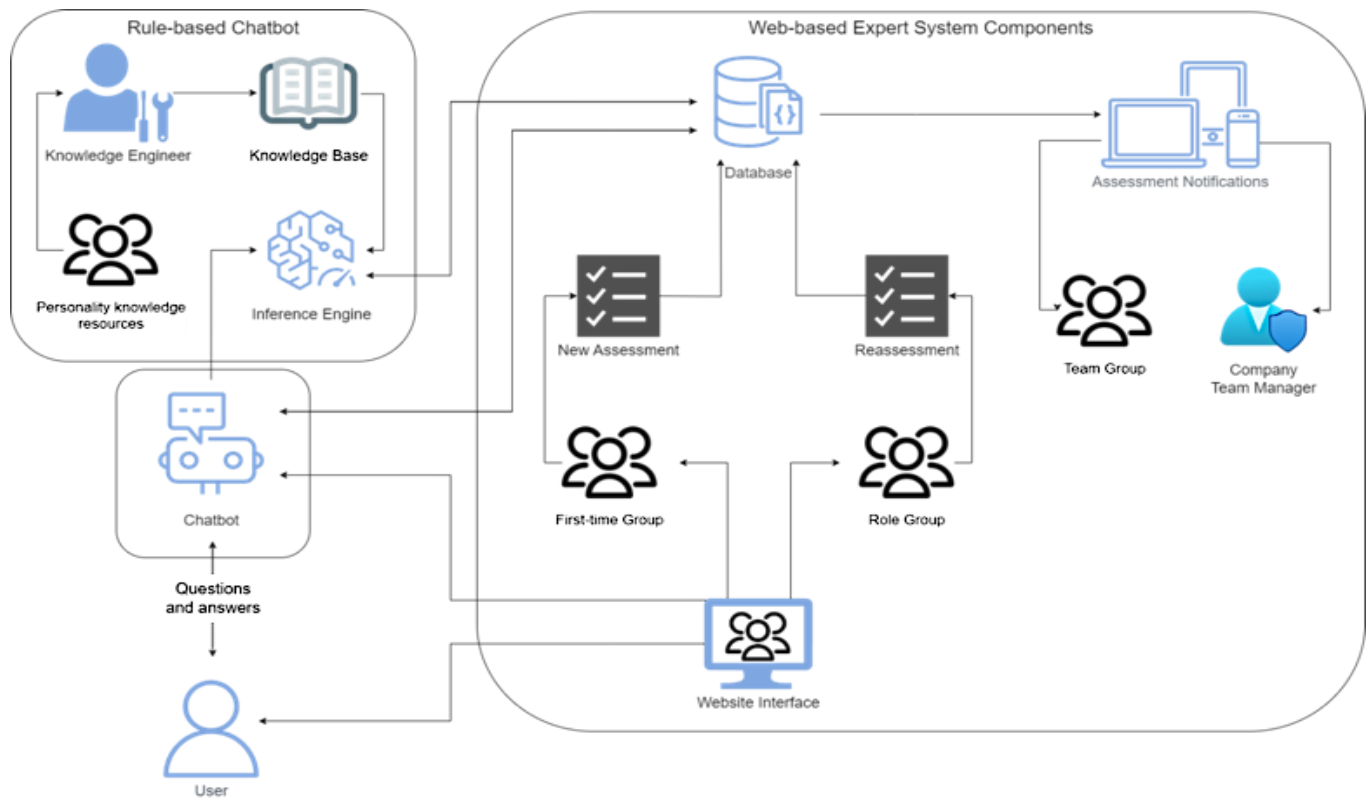 Rule-based Chatbot
Web-based Expert System Components
Knowledge Engineer
Knowledge Base
Personality knowledge
resources
Inference Engine
Database
Assessment Notifications
New Assessment
Reassessment
Team Group
Company
Team Manager
First-time Group
Role Group
Chatbot
Questions
and answers
Website Interface
User